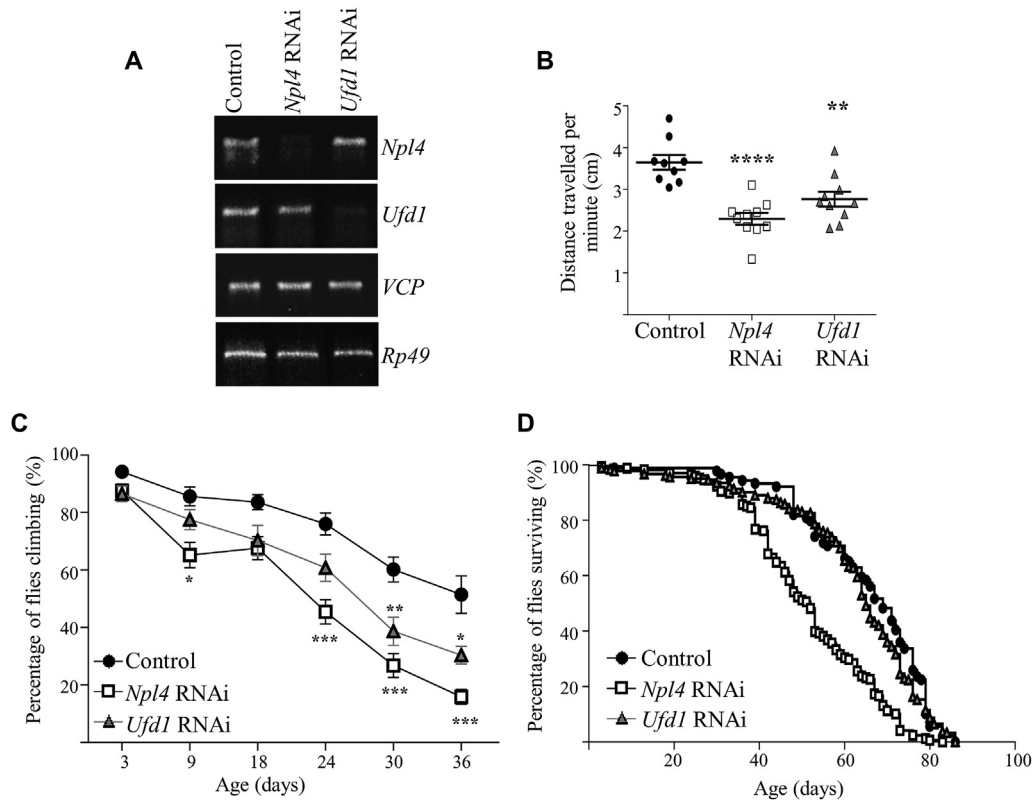 A
Control
Npl4 RNAi
Ufd1 RNAi
Npl4
Ufd1
VCP
Rp49
B
Distance travelled per
minute (cm)
5
4
3
2
1
****
**
Control
Npl4
RNAi
Ufd1
RNAi
C
Percentage of flies climbing (%)
100
80
60
40
20
*
***
**
***
*
***
Control
Npl4 RNAi
Ufd1 RNAi
3 9 18 24 30 36
Age (days)
D
Percentage of flies surviving (%)
100
80
60
40
20
Control
Npl4 RNAi
Ufd1 RNAi
20 40 60 80 100
Age (days)